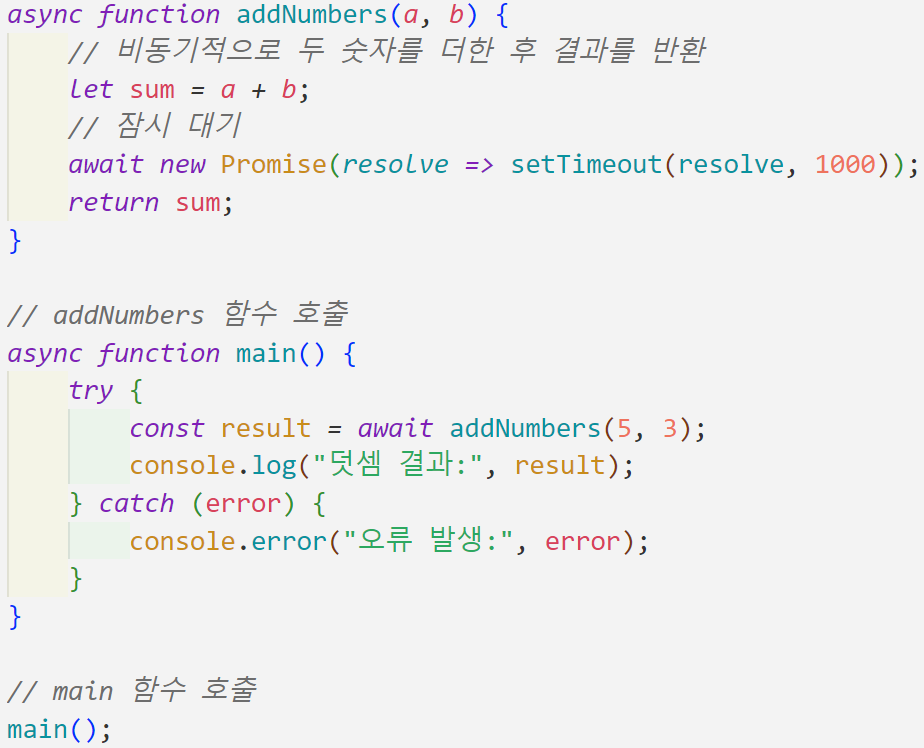 async function addNumbers(a, b) {
    // 비동기적으로 두 숫자를 더한 후 결과를 반환
    let sum = a + b;
    // 잠시 대기
    await new Promise(resolve => setTimeout(resolve, 1000));
    return sum;
}

// addNumbers 함수 호출
async function main() {
    try {
        const result = await addNumbers(5, 3);
        console.log("덧셈 결과:", result);
    } catch (error) {
        console.error("오류 발생:", error);
    }
}

// main 함수 호출
main();